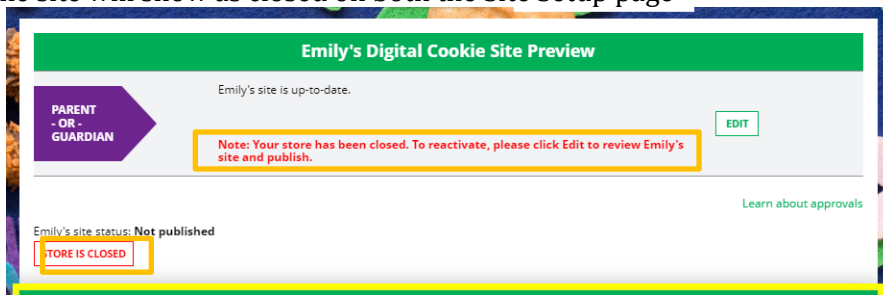 Site will show as closed on both the Site Setup page
Emily's Digital Cookie Site Preview
Emily's site is up-to-date.
PARENT
- OR -
GUARDIAN
EDIT
Note: Your store has been closed. To reactivate, please click Edit to review Emily's
site and publish.
Learn about approvals
Emily's site status: Not published
STORE IS CLOSED